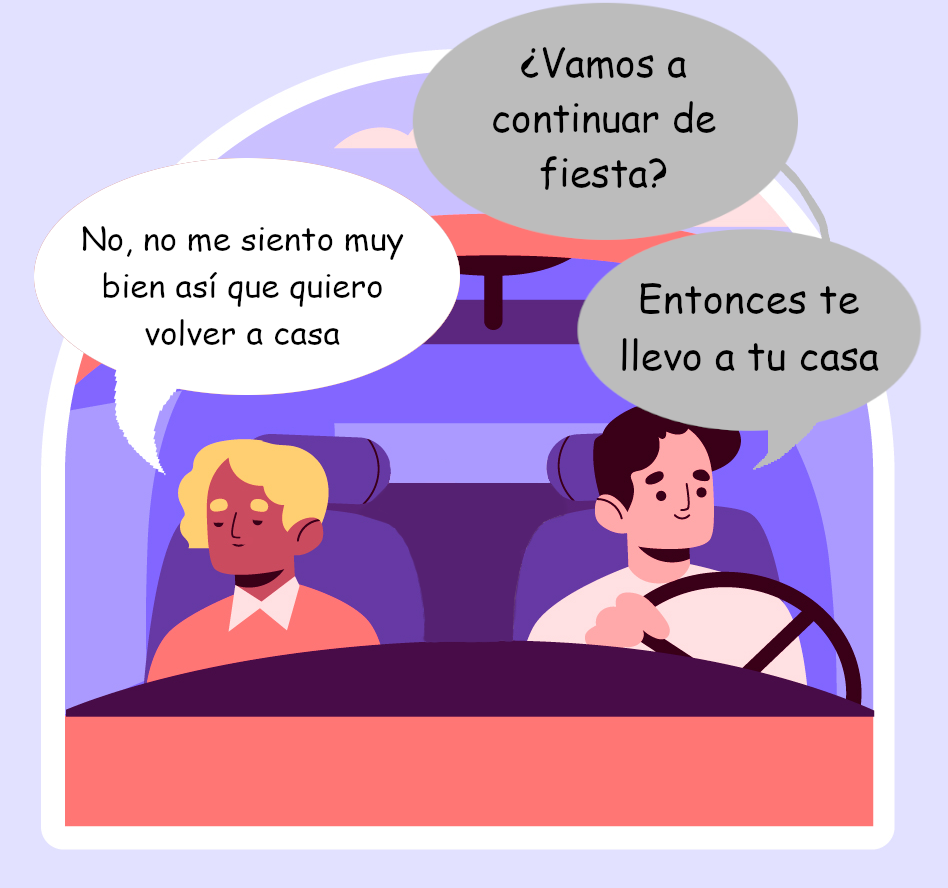 ¿Vamos a
continuar de
fiesta?
No, no me siento muy
bien así que quiero
volver a casa
Entonces te
llevo a tu casa